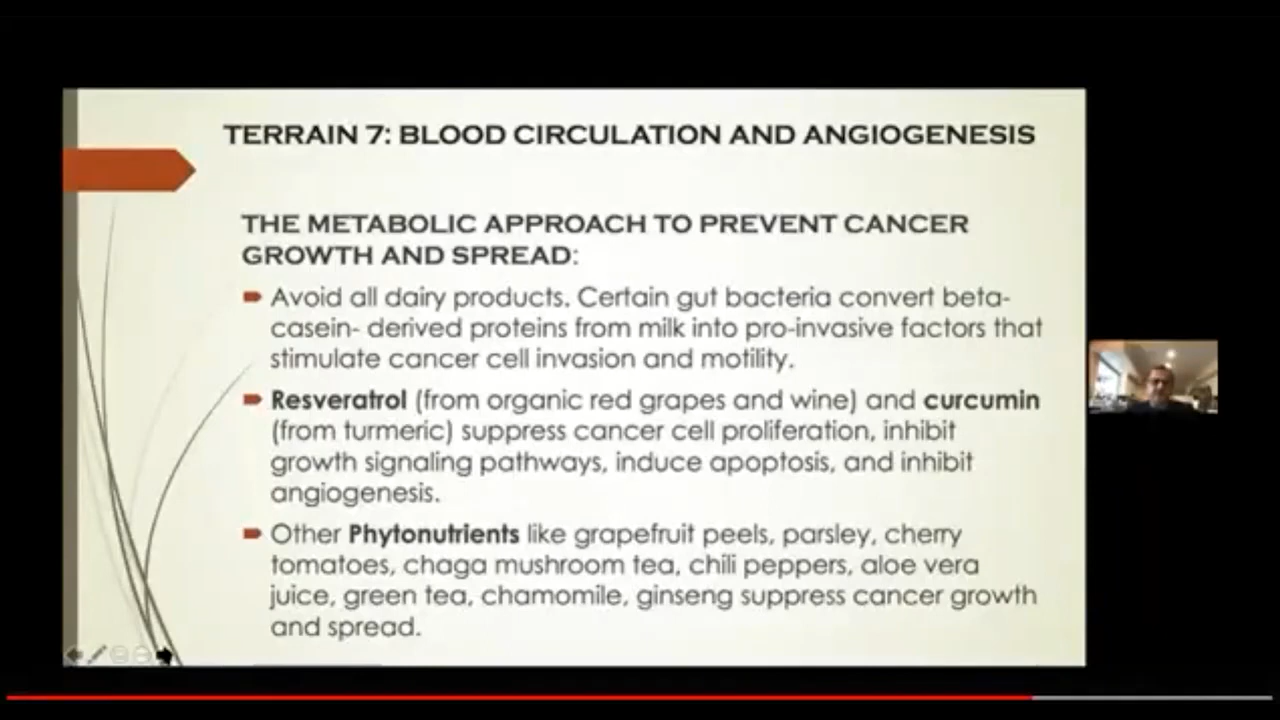 TERRAIN 7: BLOOD CIRCULATION AND ANGIOGENESIS
THE METABOLIC APPROACH TO PREVENT CANCER
GROWTH AND SPREAD:
Avoid all dairy products. Certain gut bacteria convert beta-
casein- derived proteins from milk into pro-invasive factors that
stimulate cancer cell invasion and motility.
Resveratrol (from organic red grapes and wine) and curcumin
(from turmeric) suppress cancer cell proliferation, inhibit
growth signaling pathways, induce apoptosis, and inhibit
angiogenesis.
Other Phytonutrients like grapefruit peels, parsley, cherry
tomatoes, chaga mushroom tea, chili peppers, aloe vera
juice, green tea, chamomile, ginseng suppress cancer growth
and spread.